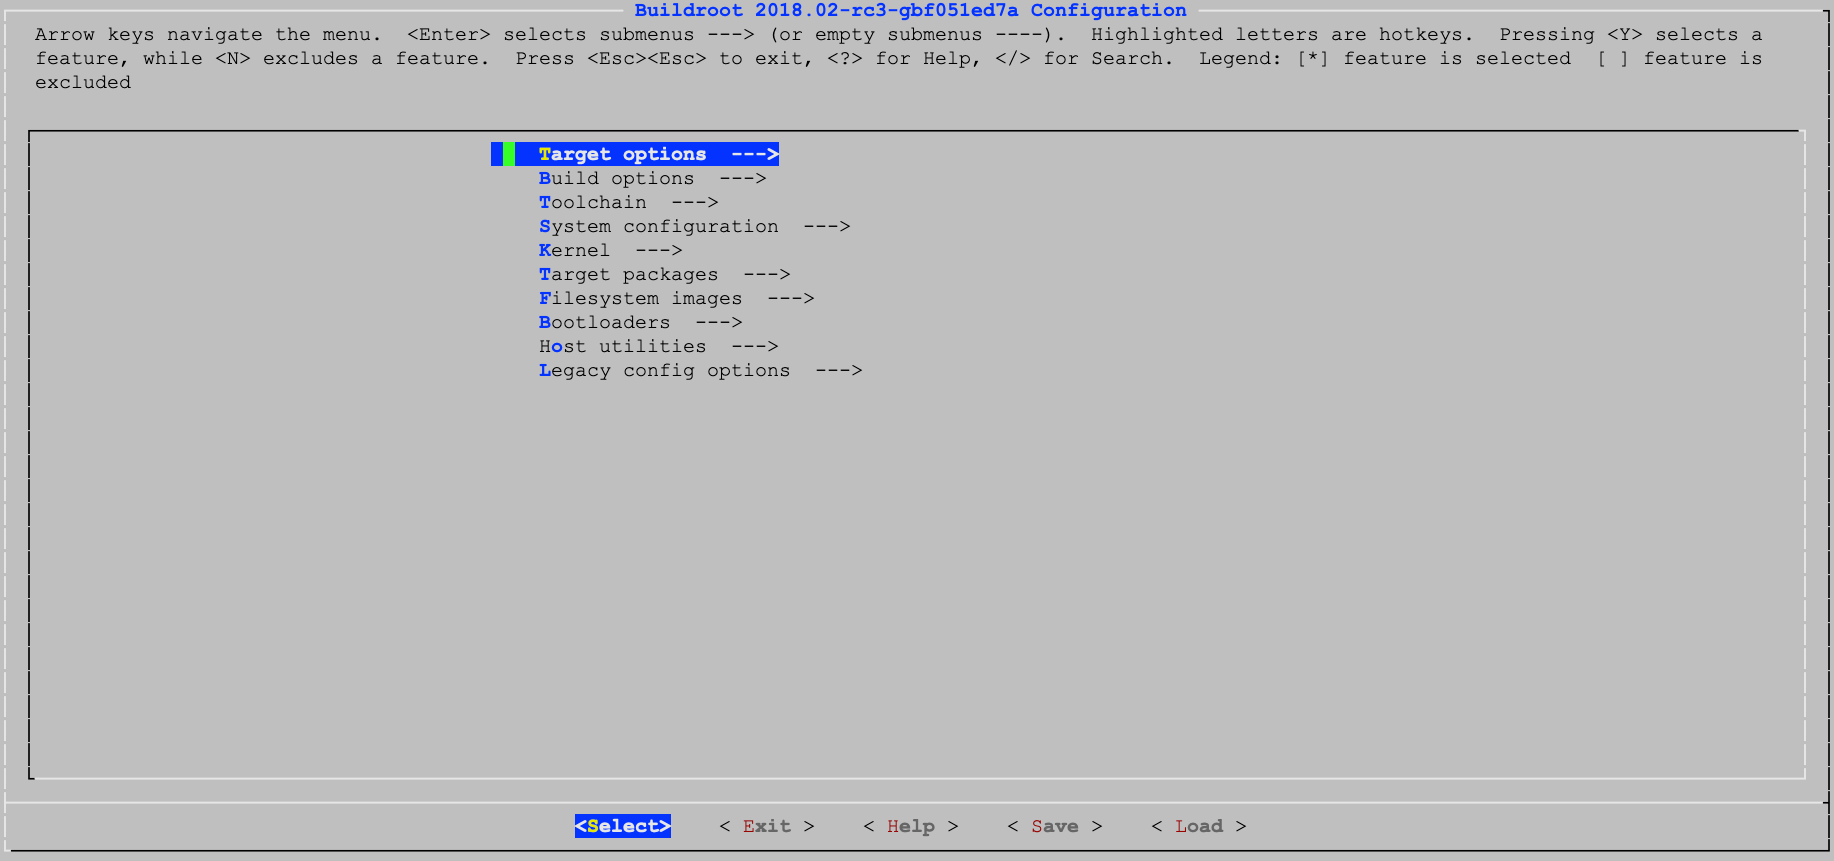 Buildroot 2018.02-rc3-gbf051ed7a Configuration
Arrow keys navigate the menu.  <Enter> selects submenus ---> (or empty submenus ----).  Highlighted letters are hotkeys.  Pressing <Y> selects a
feature, while <N> excludes a feature.  Press <Esc><Esc> to exit, <?> for Help, </> for Search.  Legend: [*] feature is selected  [ ] feature is
excluded
Target options  --->
Build options  --->
Toolchain  --->
System configuration  --->
Kernel  --->
Target packages  --->
Filesystem images  --->
Bootloaders  --->
Host utilities  --->
Legacy config options  --->
<Select>    < Exit >    < Help >    < Save >    < Load >